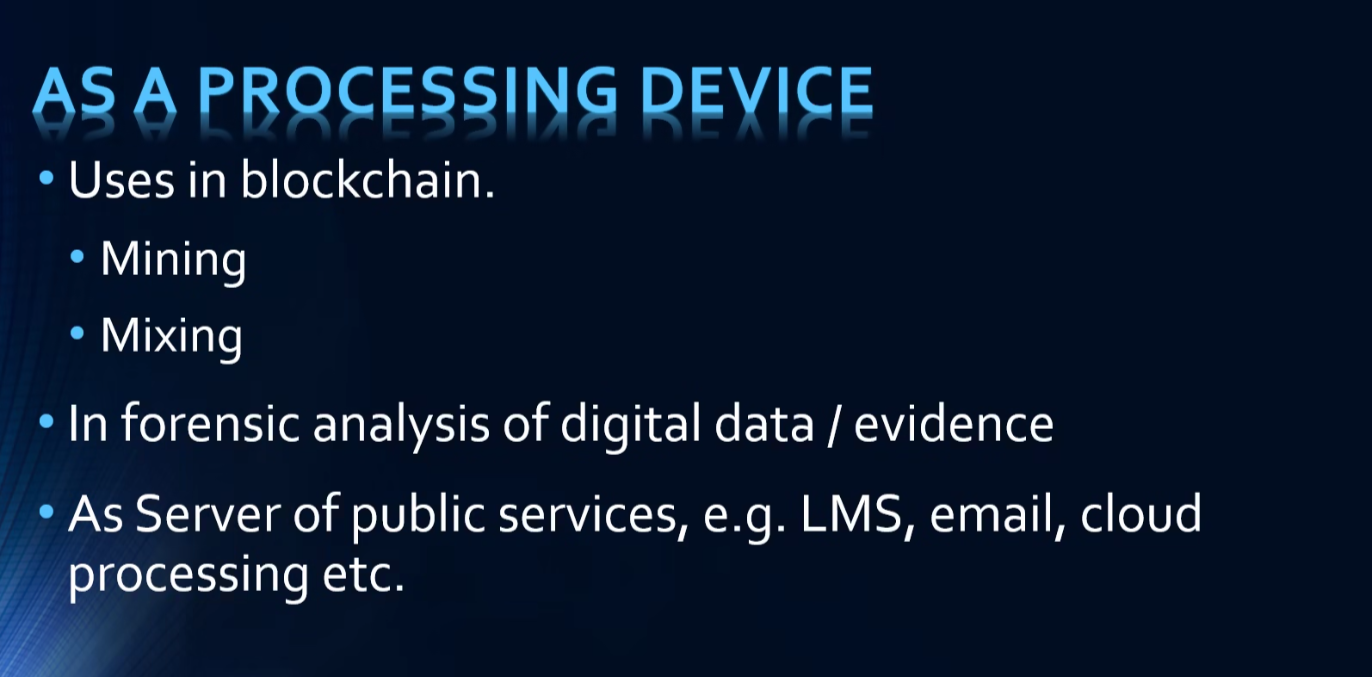 AS A PROCESSING DEVICE
• Uses in blockchain.
• Mining
• Mixing
• In forensic analysis of digital data / evidence
• As Server of public services, e.g. LMS, email, cloud
processing etc.